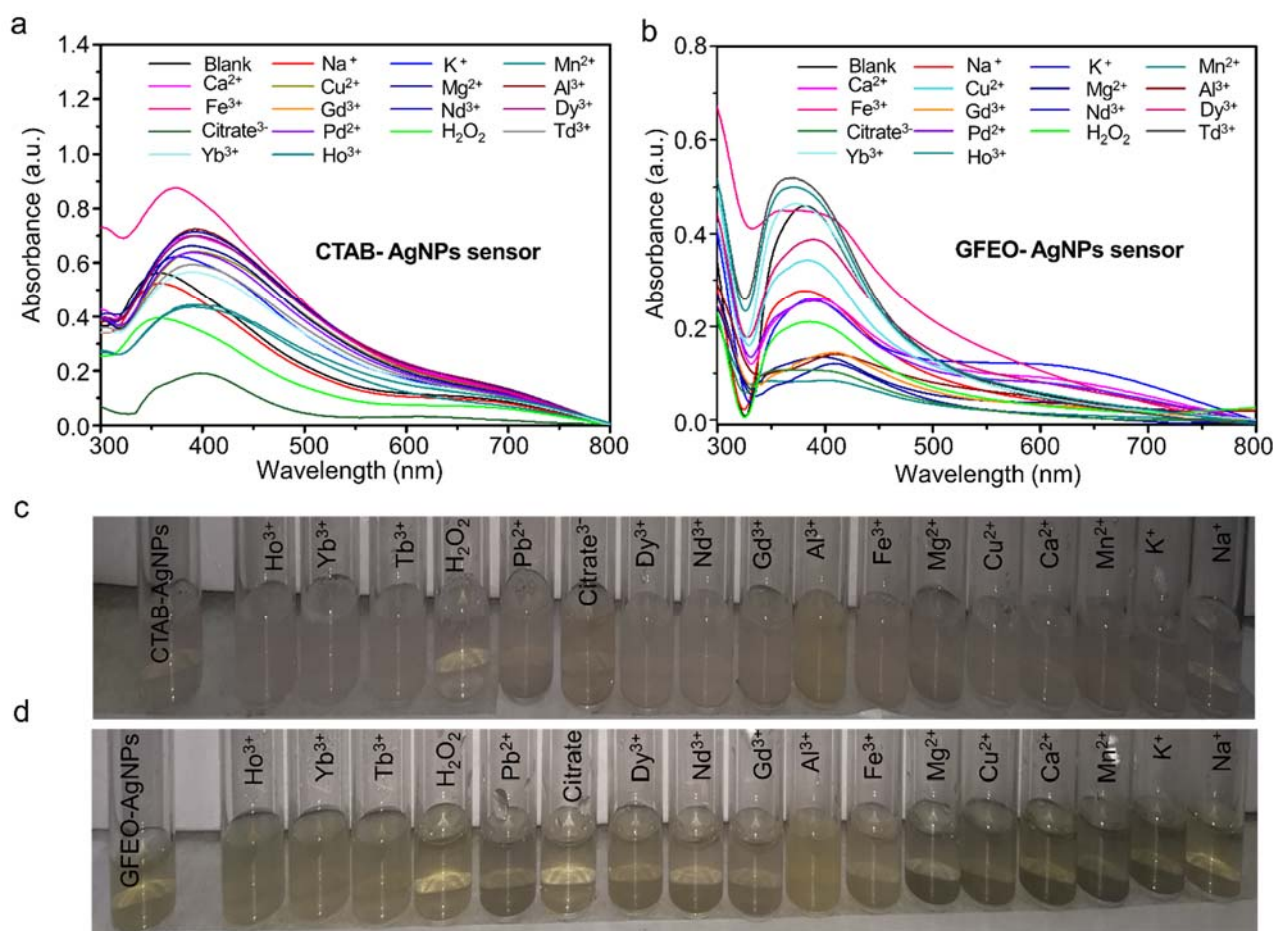 a
1.4
1.2
1.0
0.8
0.6
0.4
0.2
0.0
Absorbance (a.u.)
Blank Na⁺ K⁺ Mn²⁺
Ca²⁺ Cu²⁺ Mg²⁺ Al³⁺
Fe³⁺ Gd³⁺ Nd³⁺ Dy³⁺
Citrate³⁻ Pd²⁺ H₂O₂ Td³⁺
Yb³⁺ Ho³⁺
CTAB- AgNPs sensor
300 400 500 600 700 800
Wavelength (nm)
b
0.8
0.6
0.4
0.2
0.0
Absorbance (a.u.)
Blank Na⁺ K⁺ Mn²⁺
Ca²⁺ Cu²⁺ Mg²⁺ Al³⁺
Fe³⁺ Gd³⁺ Nd³⁺ Dy³⁺
Citrate³⁻ Pd²⁺ H₂O₂ Td³⁺
Yb³⁺ Ho³⁺
GFEO- AgNPs sensor
300 400 500 600 700 800
Wavelength (nm)
c
CTAB-AgNPs Ho³⁺ Yb³⁺ Tb³⁺ H₂O₂ Pb²⁺ Citrate³⁻ Dy³⁺ Nd³⁺ Gd³⁺ Al³⁺ Fe³⁺ Mg²⁺ Cu²⁺ Ca²⁺ Mn²⁺ K⁺ Na⁺
d
GFEO-AgNPs Ho³⁺ Yb³⁺ Tb³⁺ H₂O₂ Pb²⁺ Citrate Dy³⁺ Nd³⁺ Gd³⁺ Al³⁺ Fe³⁺ Mg²⁺ Cu²⁺ Ca²⁺ Mn²⁺ K⁺ Na⁺